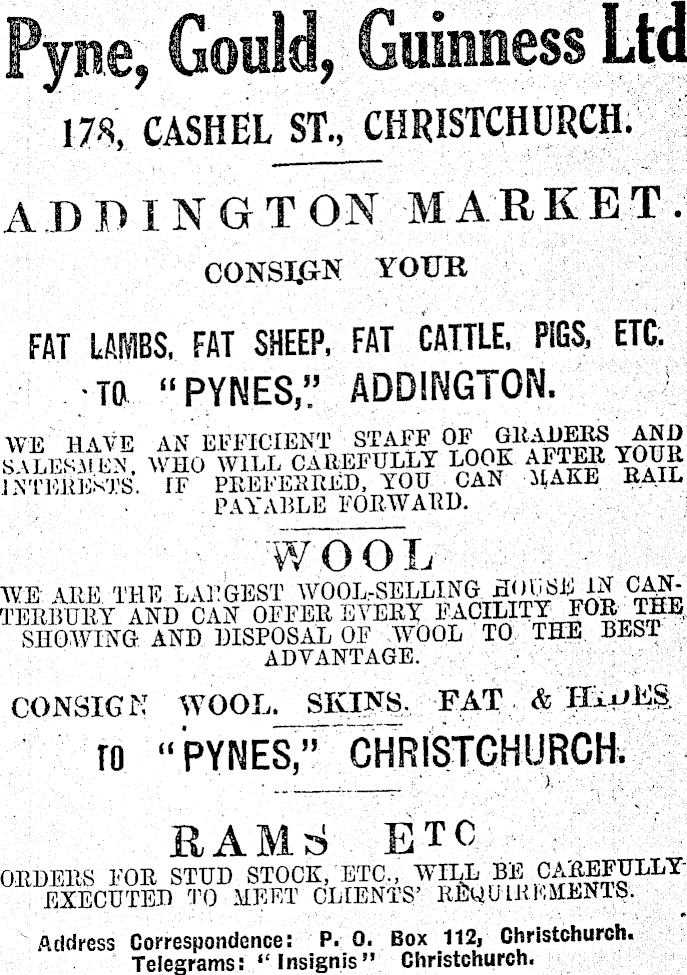 Pyne, Gould, Guinness Ltd
178, CASHEL ST., CHRISTCHURCH.
ADDINGTON MARKET.
CONSIGN YOUR
FAT LAMBS, FAT SHEEP, FAT CATTLE, PIGS, ETC.
TO "PYNES," ADDINGTON.
WE HAVE AN EFFICIENT STAFF OF GRADERS AND
SALESMEN, WHO WILL CAREFULLY LOOK AFTER YOUR
INTERESTS. IF PREFERRED, YOU CAN MAKE RAIL
PAYABLE FORWARD.
WOOL
WE ARE THE LARGEST WOOL-SELLING HOUSE IN CAN-
TERBURY AND CAN OFFER EVERY FACILITY FOR THE
SHOWING AND DISPOSAL OF WOOL TO THE BEST
ADVANTAGE.
CONSIGN WOOL. SKINS. FAT & HIDES
TO "PYNES," CHRISTCHURCH.
RAMS ETC
ORDERS FOR STUD STOCK, ETC., WILL BE CAREFULLY
EXECUTED TO MEET CLIENTS' REQUIREMENTS.
Address Correspondence: P. O. Box 112, Christchurch.
Telegrams: "Insignis" Christchurch.